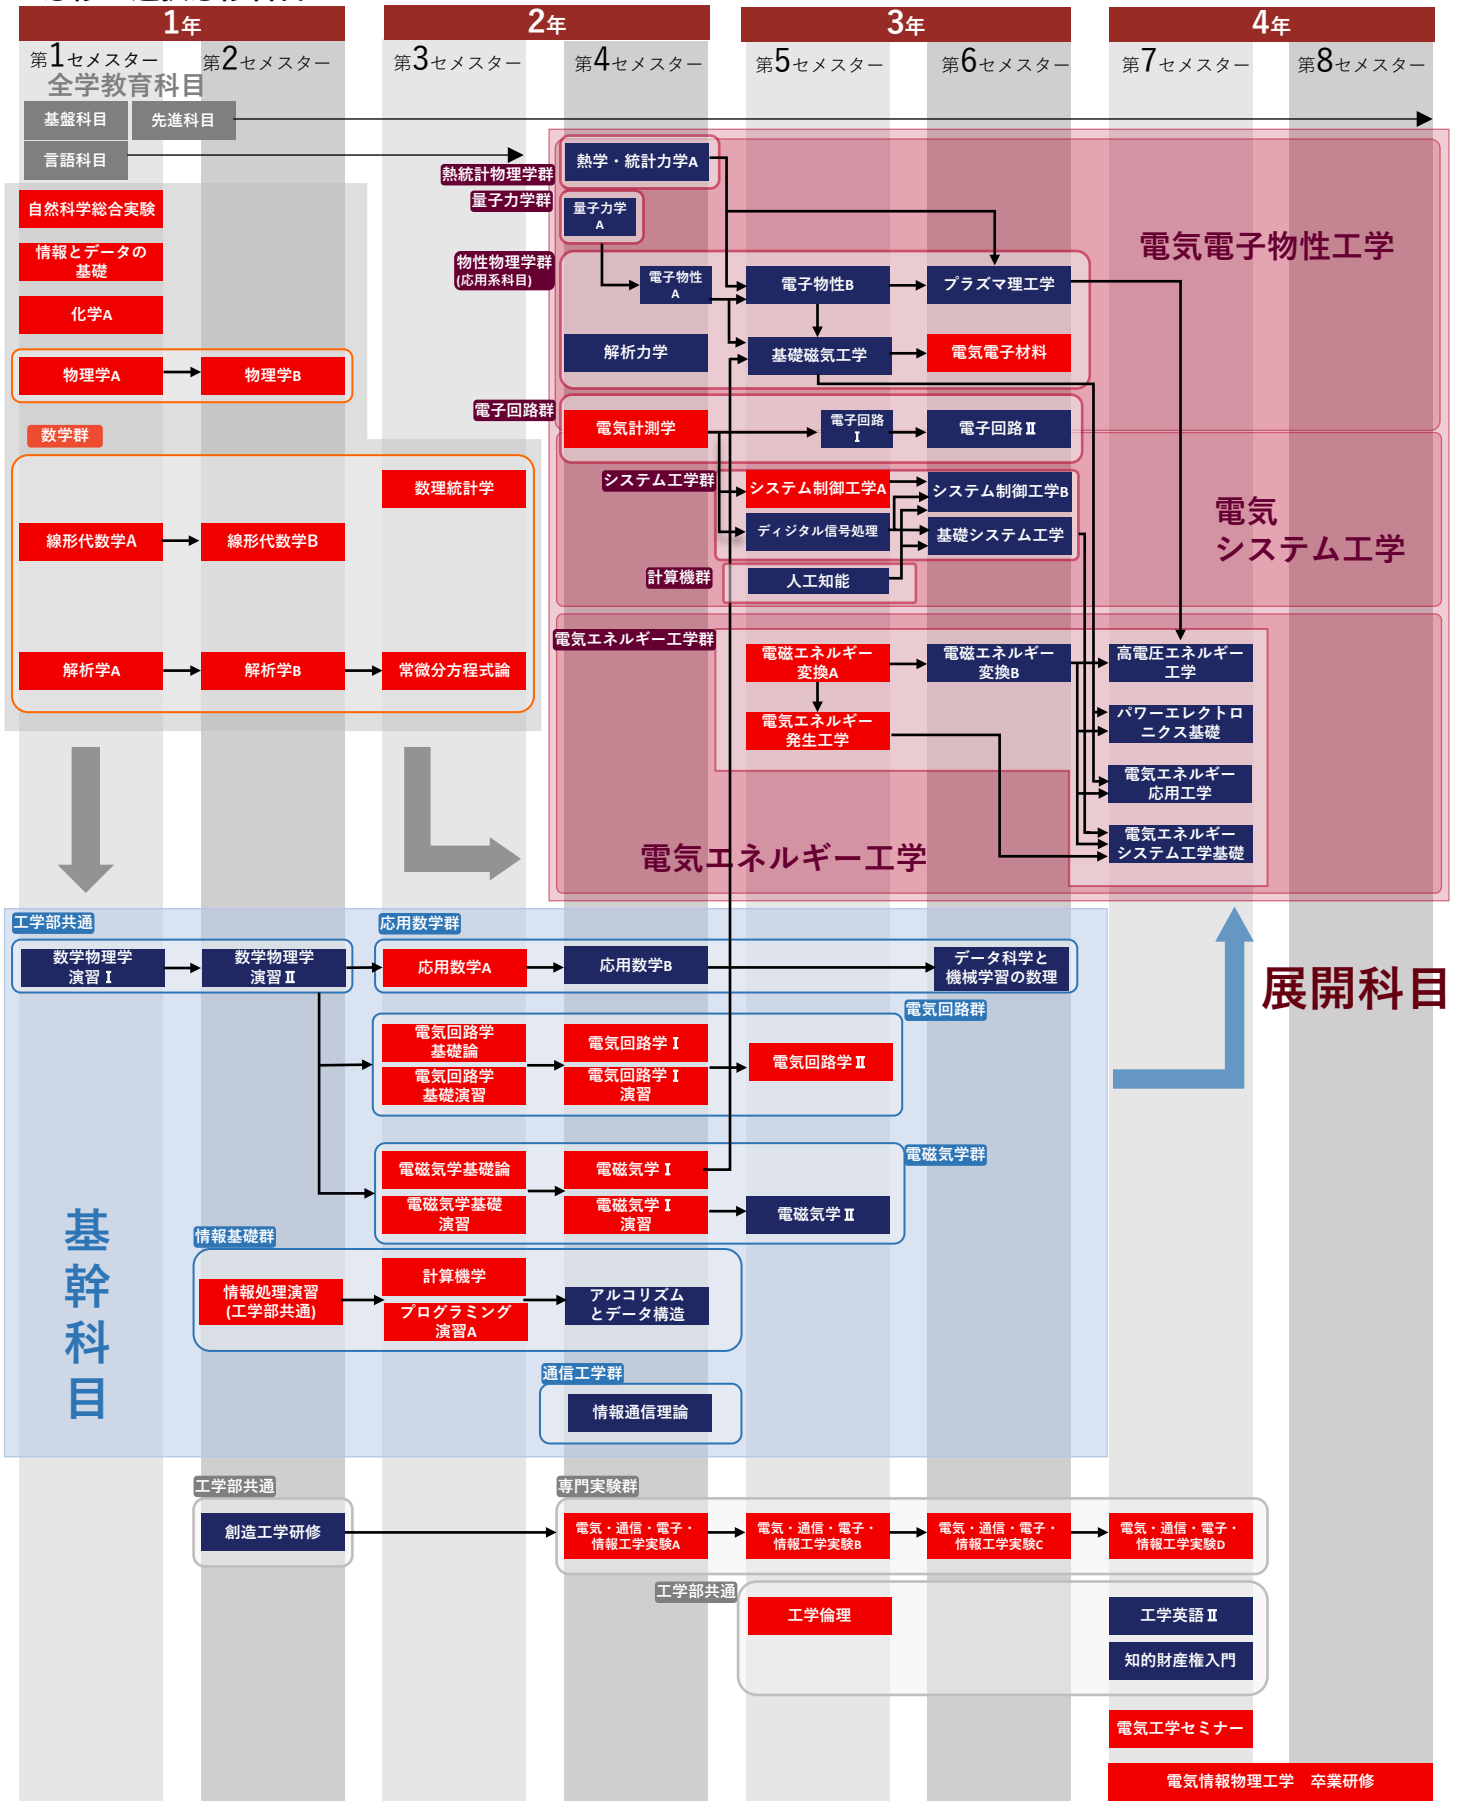 1年
2年
3年
4年
第1セメスター
第2セメスター
第3セメスター
第4セメスター
第5セメスター
第6セメスター
第7セメスター
第8セメスター
全学教育科目
基盤科目
先進科目
言語科目
熱学・統計力学A
熱統計物理学群
量子力学群
量子力学
A
自然科学総合実験
情報とデータの
基礎
化学A
物理学A
物理学B
電気電子物性工学
物性物理学群
(応用系科目)
電子物性
A
電子物性B
プラズマ理工学
解析力学
基礎磁気工学
電気電子材料
電子回路群
電気計測学
電子回路
I
電子回路Ⅱ
数学群
数理統計学
線形代数学A
線形代数学B
解析学A
解析学B
常微分方程式論
システム工学群
システム制御工学A
システム制御工学B
ディジタル信号処理
基礎システム工学
電気
システム工学
計算機群
人工知能
電気エネルギー工学群
電磁エネルギー
変換A
電磁エネルギー
変換B
高電圧エネルギー
工学
電気エネルギー
発生工学
パワーエレクトロ
ニクス基礎
電気エネルギー
応用工学
電気エネルギー
システム工学基礎
電気エネルギー工学
工学部共通
数学物理学
演習Ⅰ
数学物理学
演習Ⅱ
応用数学群
応用数学A
応用数学B
データ科学と
機械学習の数理
展開科目
電気回路群
電気回路学
基礎論
電気回路学Ⅰ
電気回路学Ⅱ
電気回路学
基礎演習
電気回路学Ⅰ
演習
電磁気学群
電磁気学基礎論
電磁気学Ⅰ
電磁気学基礎
演習
電磁気学Ⅰ
演習
電磁気学Ⅱ
基
幹
科
目
情報基礎群
情報処理演習
(工学部共通)
計算機学
プログラミング
演習A
アルゴリズム
とデータ構造
通信工学群
情報通信理論
工学部共通
創造工学研修
専門実験群
電気・通信・電子・
情報工学実験A
電気・通信・電子・
情報工学実験B
電気・通信・電子・
情報工学実験C
電気・通信・電子・
情報工学実験D
工学部共通
工学倫理
工学英語Ⅱ
知的財産権入門
電気工学セミナー
電気情報物理工学　卒業研修